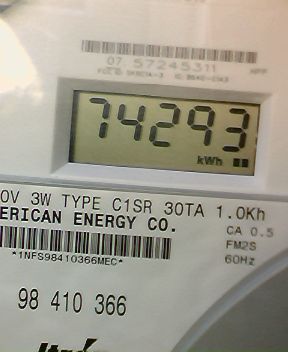 07 57245311
74293
kWh
0V 3W TYPE C1SR 30TA 1.0Kh
ERICAN ENERGY CO.
CA 0.5
FM2S
*1NFS98410366MEC*
60Hz
98 410 366
Itron